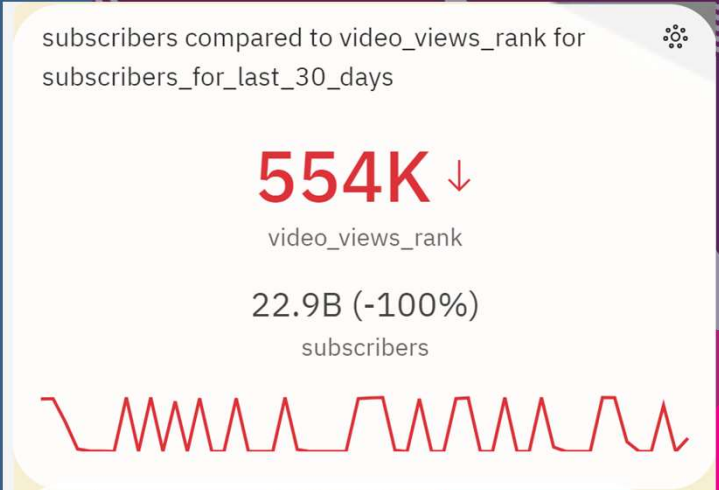 subscribers compared to video_views_rank for
subscribers_for_last_30_days
554K ↓
video_views_rank
22.9B (-100%)
subscribers